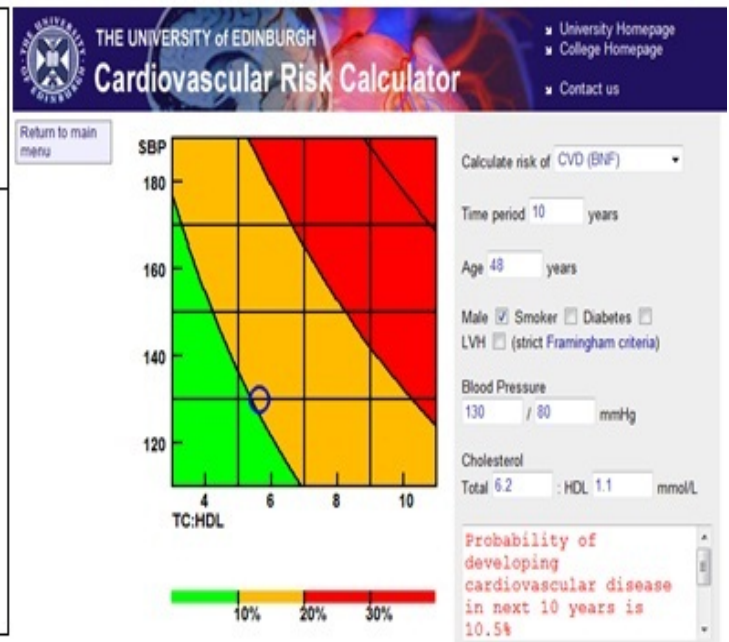 THE UNIVERSITY of EDINBURGH
Cardiovascular Risk Calculator
University Homepage
College Homepage
Contact us
Return to main
menu
SBP
180
160
140
120
4 6 8 10
TC:HDL
10% 20% 30%
Calculate risk of CVD (BNF)
Time period 10 years
Age 48 years
Male Smoker Diabetes
LVH (strict Framingham criteria)
Blood Pressure
130 / 80 mmHg
Cholesterol
Total 6.2 : HDL 1.1 mmol/L
Probability of
developing
cardiovascular disease
in next 10 years is
10.5%